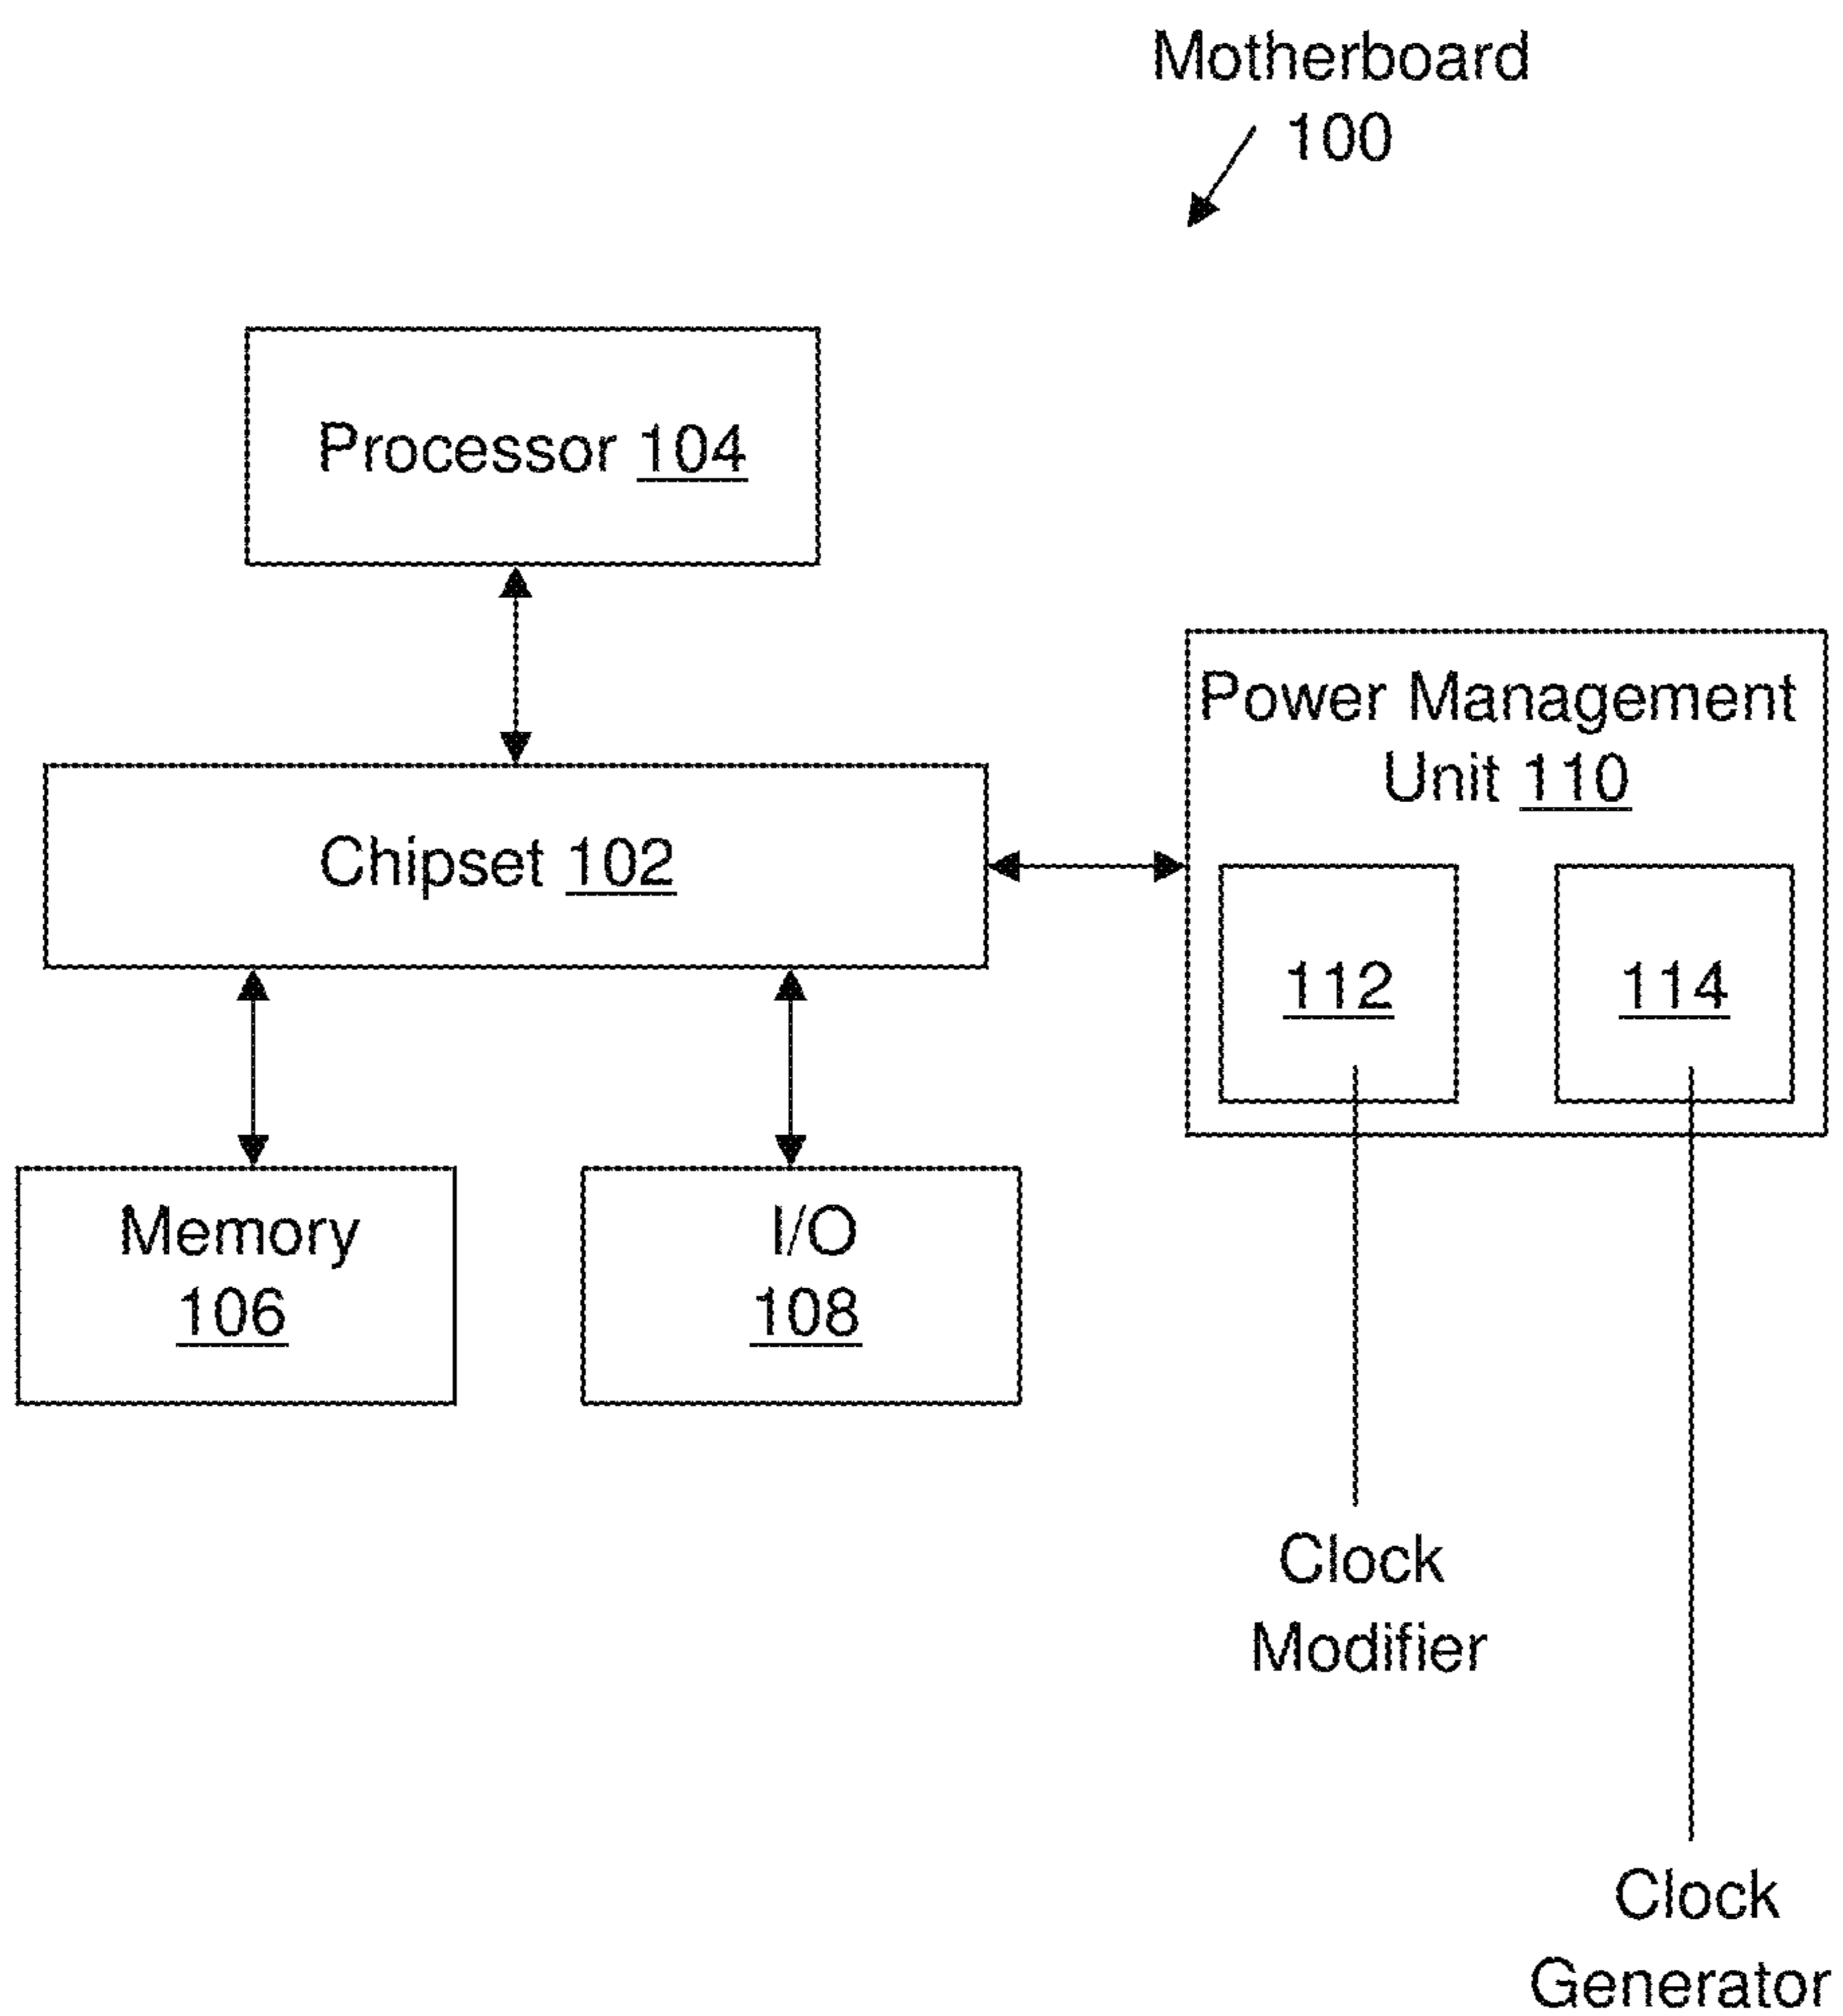 Motherboard
100
Processor 104
Power Management
Unit 110
Chipset 102
112
114
Memory
106
I/O
108
Clock
Modifier
Clock
Generator